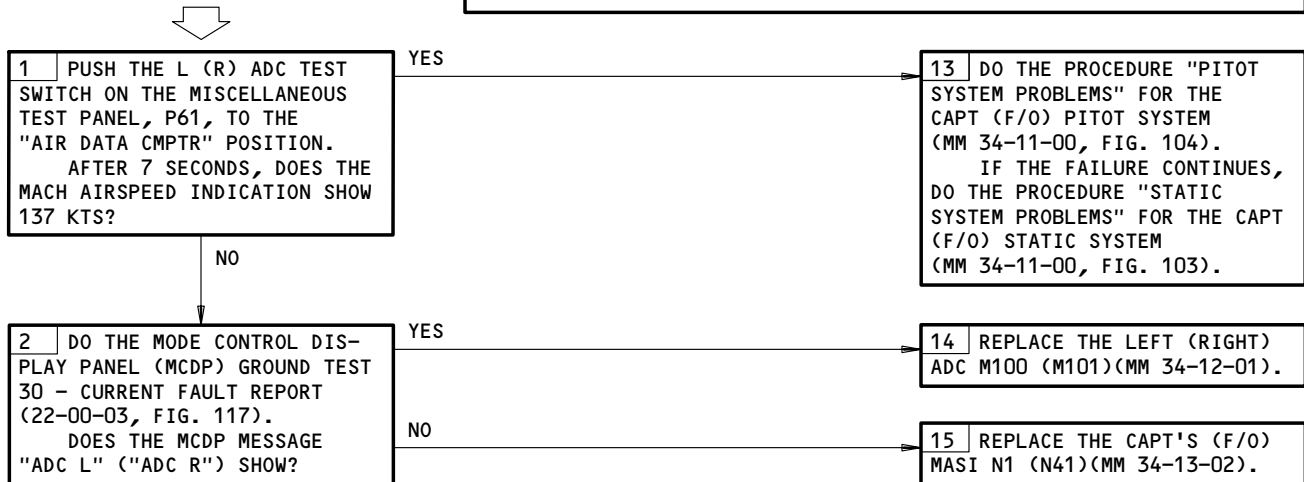 1 PUSH THE L (R) ADC TEST
SWITCH ON THE MISCELLANEOUS
TEST PANEL, P61, TO THE
"AIR DATA CMPTR" POSITION.
AFTER 7 SECONDS, DOES THE
MACH AIRSPEED INDICATION SHOW
137 KTS?
YES
13 DO THE PROCEDURE "PITOT
SYSTEM PROBLEMS" FOR THE
CAPT (F/O) PITOT SYSTEM
(MM 34-11-00, FIG. 104).
IF THE FAILURE CONTINUES,
DO THE PROCEDURE "STATIC
SYSTEM PROBLEMS" FOR THE CAPT
(F/O) STATIC SYSTEM
(MM 34-11-00, FIG. 103).
NO
2 DO THE MODE CONTROL DIS-
PLAY PANEL (MCDP) GROUND TEST
30 - CURRENT FAULT REPORT
(22-00-03, FIG. 117).
DOES THE MCDP MESSAGE
"ADC L" ("ADC R") SHOW?
YES
14 REPLACE THE LEFT (RIGHT)
ADC M100 (M101)(MM 34-12-01).
NO
15 REPLACE THE CAPT'S (F/O)
MASI N1 (N41)(MM 34-13-02).